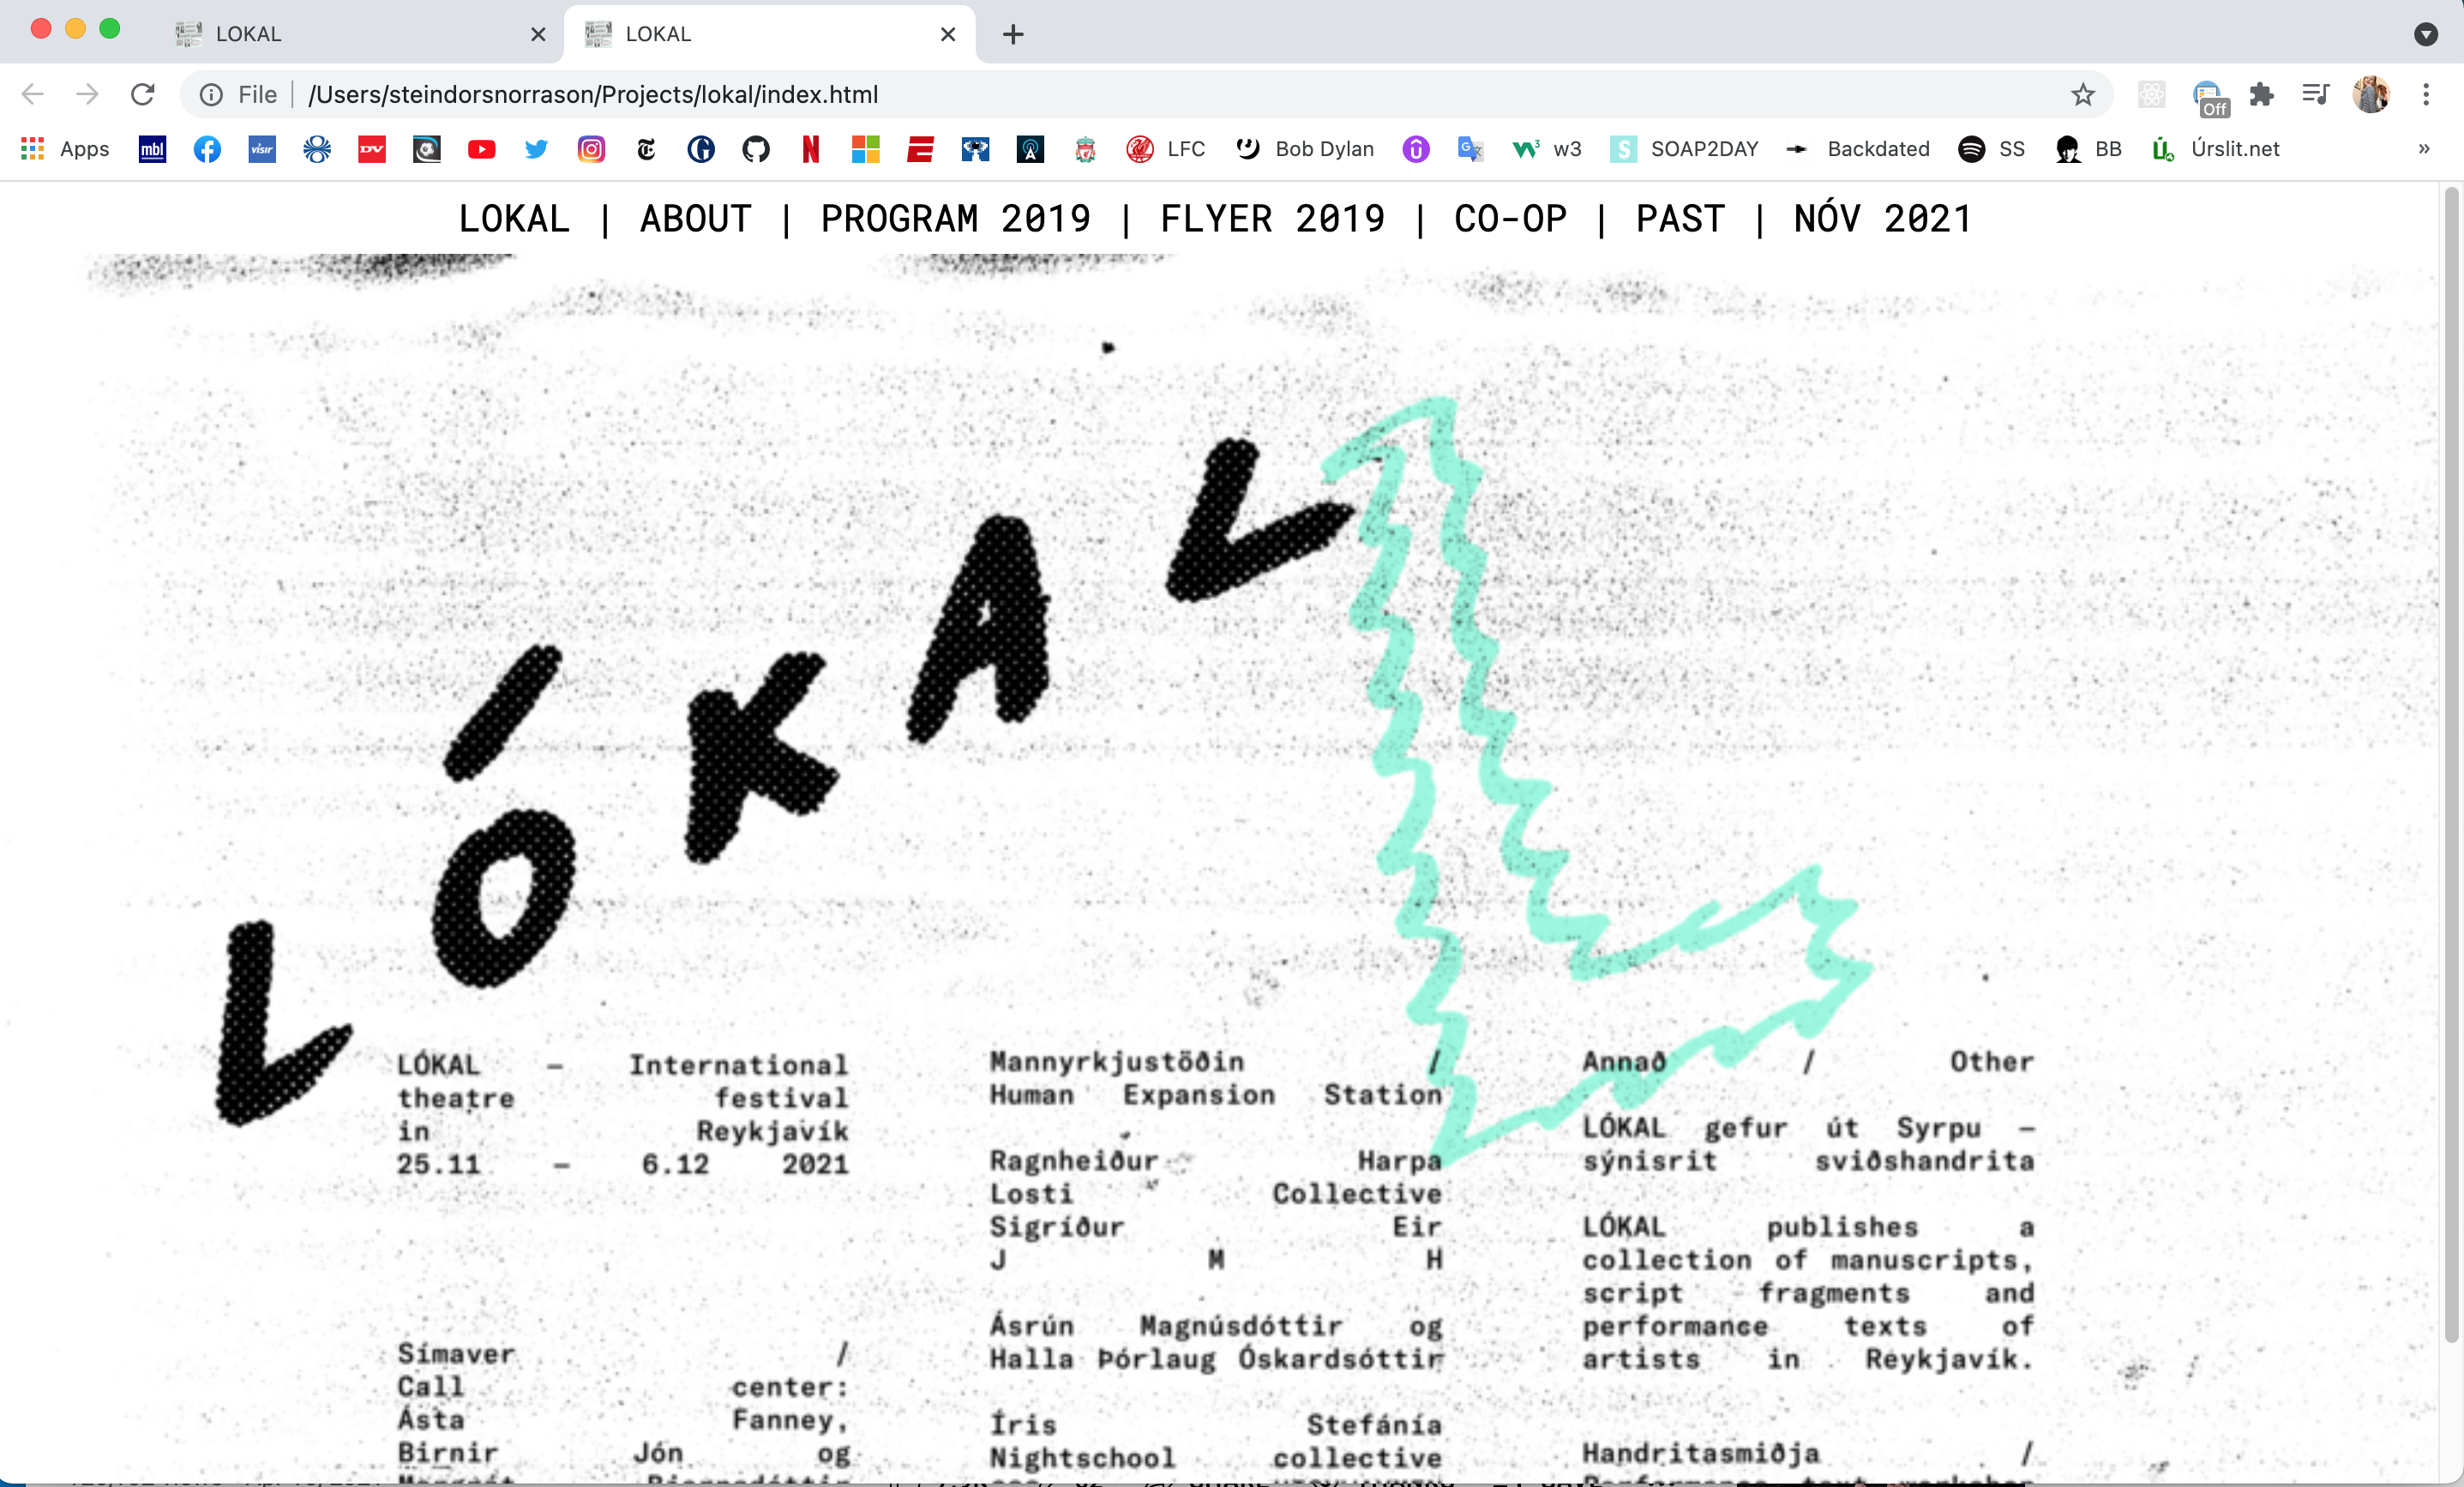 LOKAL
LOKAL
File
/Users/steindorsnorrason/Projects/lokal/index.html
Off
Apps
mbl
visir
DV
LFC
Bob Dylan
w3
SOAP2DAY
Backdated
SS
BB
Úrslit.net
»
LOKAL | ABOUT | PROGRAM 2019 | FLYER 2019 | CO-OP | PAST | NÓV 2021
LÓKAL
LÓKAL – International
theatre festival
in Reykjavík
25.11 – 6.12 2021
Símaver /
Call center:
Ásta Fanney,
Birnir Jón og
Mannyrkjustöðin /
Human Expansion Station
Ragnheiður Harpa
Losti Collective
Sigríður Eir
J M H
Ásrún Magnúsdóttir og
Halla Þórlaug Óskardsóttir
Íris Stefánía
Nightschool collective
Annað / Other
LÓKAL gefur út Syrpu –
sýnisrit sviðshandrita
LÓKAL publishes a
collection of manuscripts,
script fragments and
performance texts of
artists in Reykjavík.
Handritasmiðja /